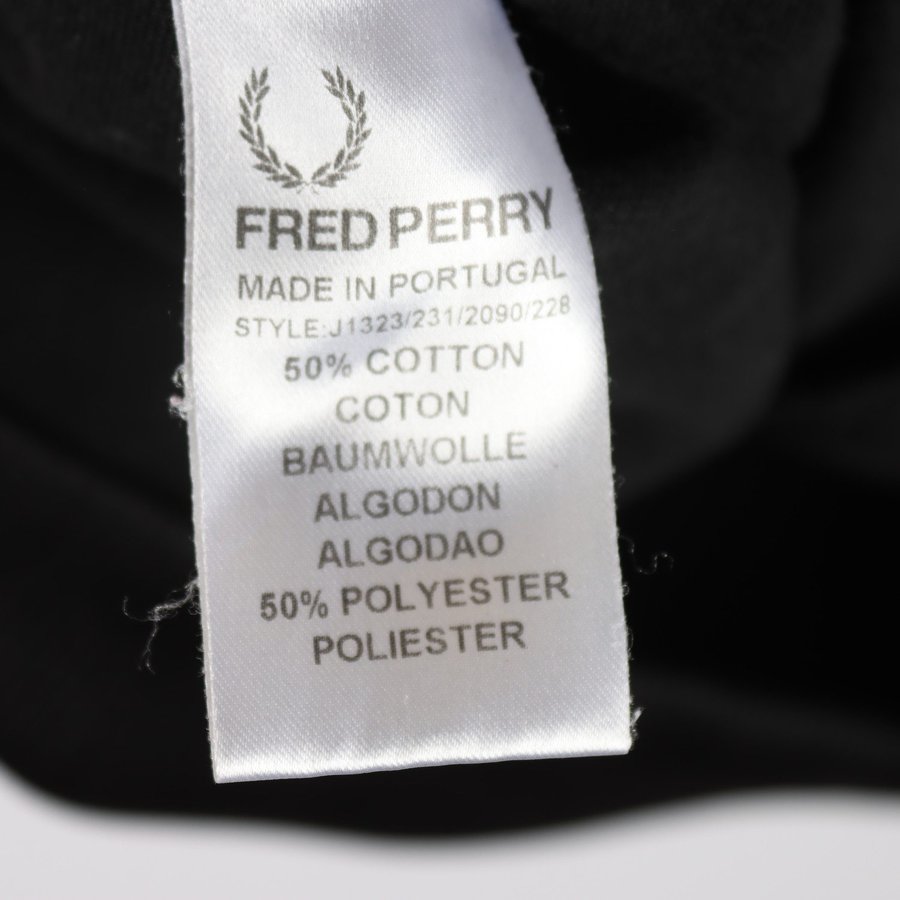 FRED PERRY
MADE IN PORTUGAL
STYLE:J1323/231/2090/228
50% COTTON
COTON
BAUMWOLLE
ALGODON
ALGODAO
50% POLYESTER
POLIESTER